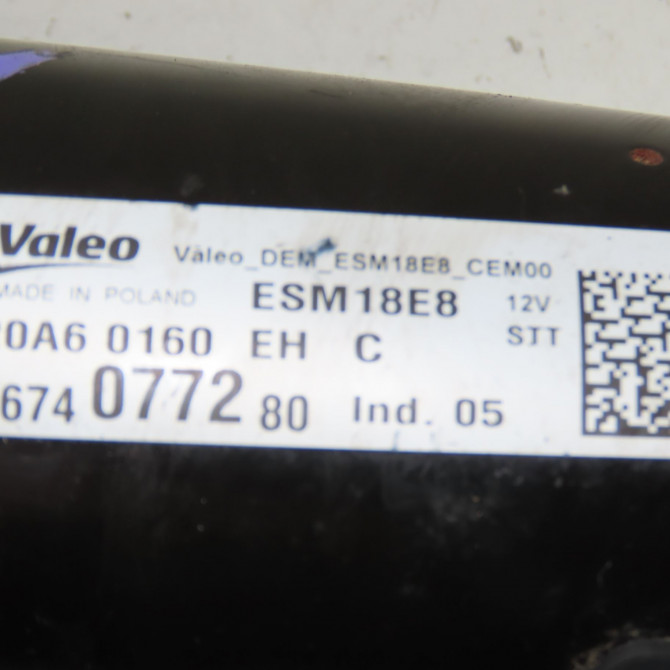 Valeo Valeo_DEM_ESM18E8_CEM00
MADE IN POLAND ESM18E8 12V
0A6 0160 EH C STT
674 0772 80 Ind. 05